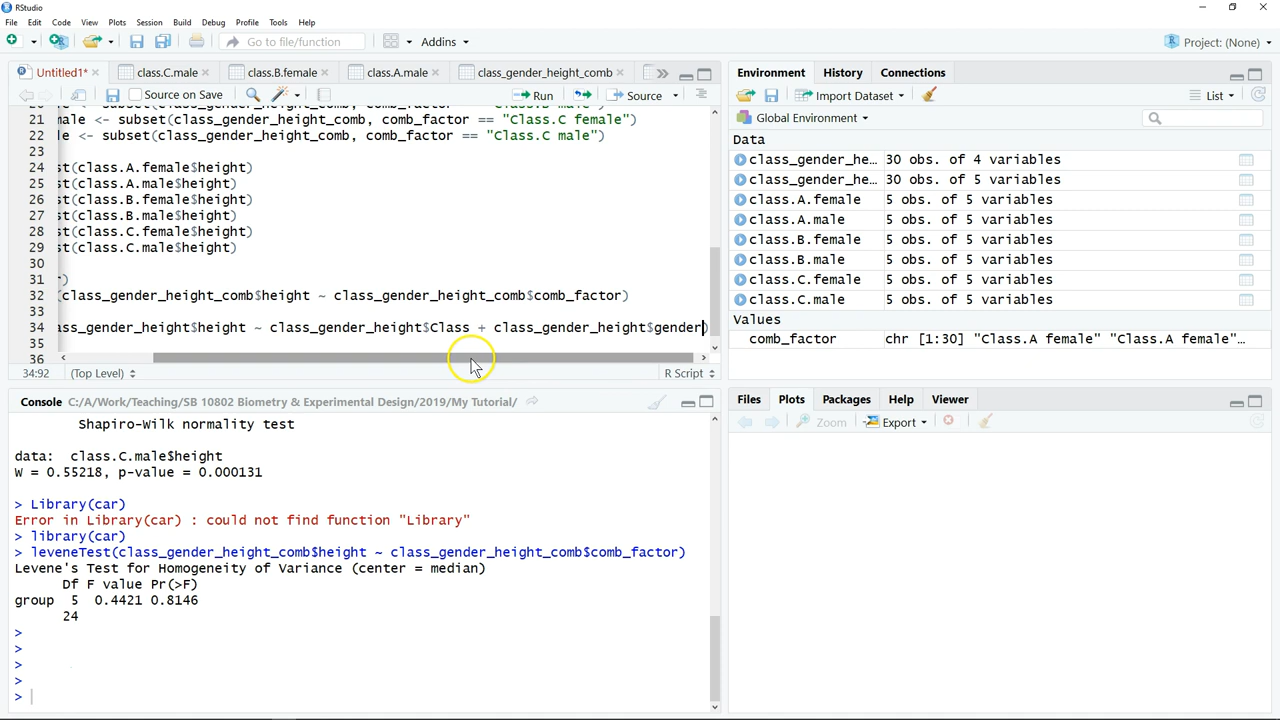 RStudio
File Edit Code View Plots Session Build Debug Profile Tools Help
Go to file/function Addins Project: (None)
Untitled1* class.C.male class.B.female class.A.male class_gender_height_comb
Source on Save Run Source
21 male <- subset(class_gender_height_comb, comb_factor == "Class.C female")
22 le <- subset(class_gender_height_comb, comb_factor == "Class.C male")
23
24 st(class.A.female$height)
25 st(class.A.male$height)
26 st(class.B.female$height)
27 st(class.B.male$height)
28 st(class.C.female$height)
29 st(class.C.male$height)
30
31 r)
32 (class_gender_height_comb$height ~ class_gender_height_comb$comb_factor)
33
34 ass_gender_height$height ~ class_gender_height$Class + class_gender_height$gender)
35
36
34:92 (Top Level) R Script
Console C:/A/Work/Teaching/SB 10802 Biometry & Experimental Design/2019/My Tutorial/
Shapiro-Wilk normality test
data: class.C.male$height
W = 0.55218, p-value = 0.000131
> Library(car)
Error in Library(car) : could not find function "Library"
> library(car)
> leveneTest(class_gender_height_comb$height ~ class_gender_height_comb$comb_factor)
Levene's Test for Homogeneity of Variance (center = median)
Df F value Pr(>F)
group 5 0.4421 0.8146
24
>
>
>
>
>
Environment History Connections
Import Dataset List
Global Environment
Data
class_gender_he... 30 obs. of 4 variables
class_gender_he... 30 obs. of 5 variables
class.A.female 5 obs. of 5 variables
class.A.male 5 obs. of 5 variables
class.B.female 5 obs. of 5 variables
class.B.male 5 obs. of 5 variables
class.C.female 5 obs. of 5 variables
class.C.male 5 obs. of 5 variables
Values
comb_factor chr [1:30] "Class.A female" "Class.A female"...
Files Plots Packages Help Viewer
Zoom Export